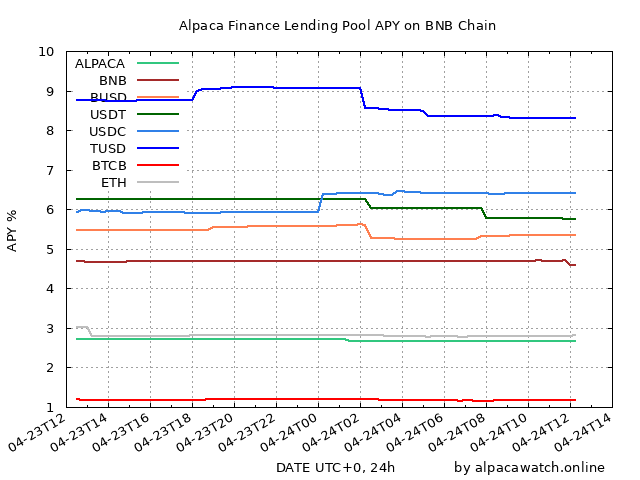 Alpaca Finance Lending Pool APY on BNB Chain
APY %
10
9
8
7
6
5
4
3
2
1
ALPACA
BNB
BUSD
USDT
USDC
TUSD
BTCB
ETH
04-23T12
04-23T14
04-23T16
04-23T18
04-23T20
04-23T22
04-24T00
04-24T02
04-24T04
04-24T06
04-24T08
04-24T10
04-24T12
04-24T14
DATE UTC+0, 24h
by alpacawatch.online